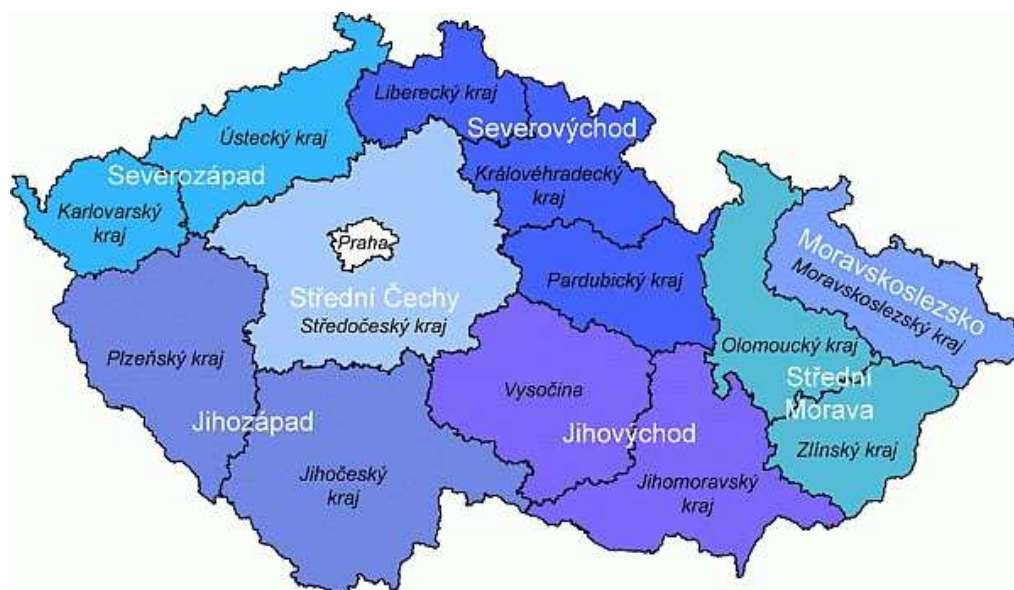 Liberecký kraj
Severovýchod
Ústecký kraj
Severozápad
Královéhradecký
kraj
Karlovarský
kraj
Praha
Moravskoslezsko
Moravskoslezský kraj
Pardubický kraj
Střední Čechy
Středočeský kraj
Plzeňský kraj
Olomoucký kraj
Střední
Morava
Vysočina
Jihozápad
Jihovýchod
Zlínský kraj
Jihočeský
kraj
Jihomoravský
kraj